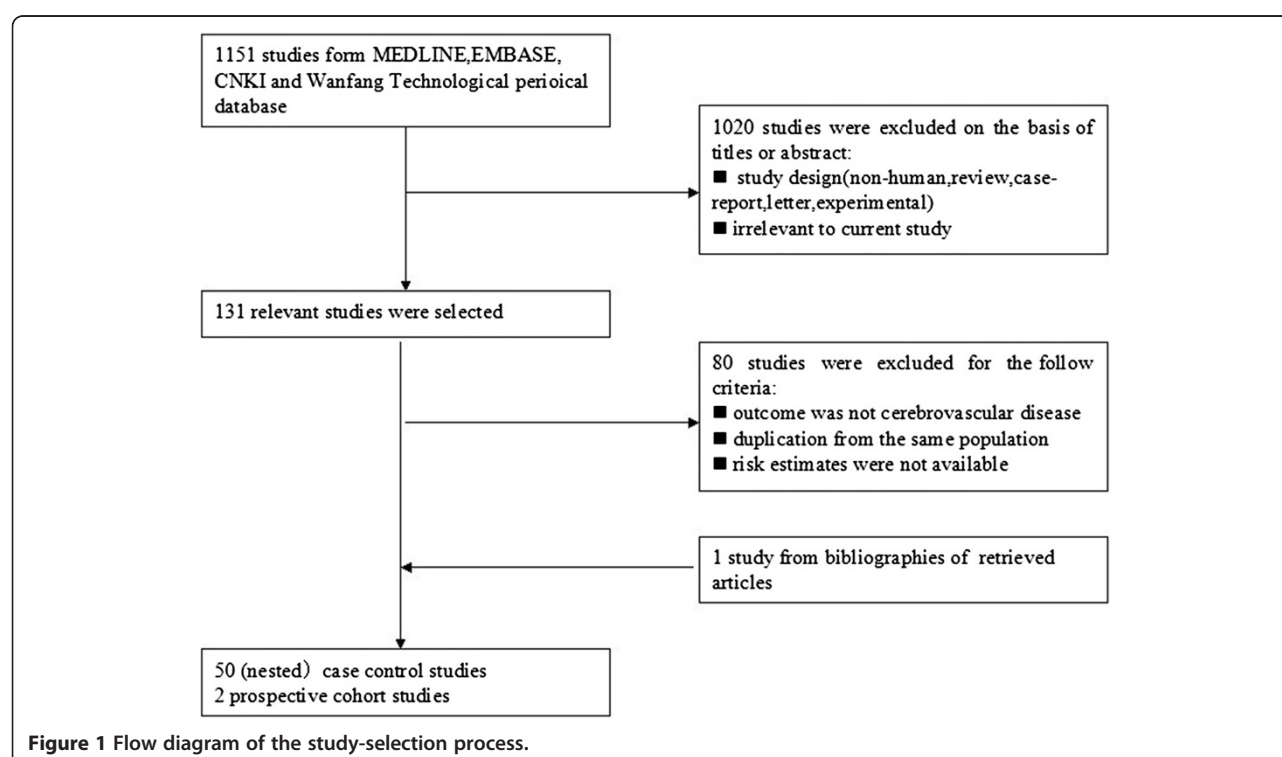 1151 studies form MEDLINE,EMBASE,
CNKI and Wanfang Technological perioical
database
1020 studies were excluded on the basis of
titles or abstract:
■ study design(non-human,review,case-
report,letter,experimental)
■ irrelevant to current study
131 relevant studies were selected
80 studies were excluded for the follow
criteria:
■ outcome was not cerebrovascular disease
■ duplication from the same population
■ risk estimates were not available
1 study from bibliographies of retrieved
articles
50 (nested）case control studies
2 prospective cohort studies
Figure 1 Flow diagram of the study-selection process.